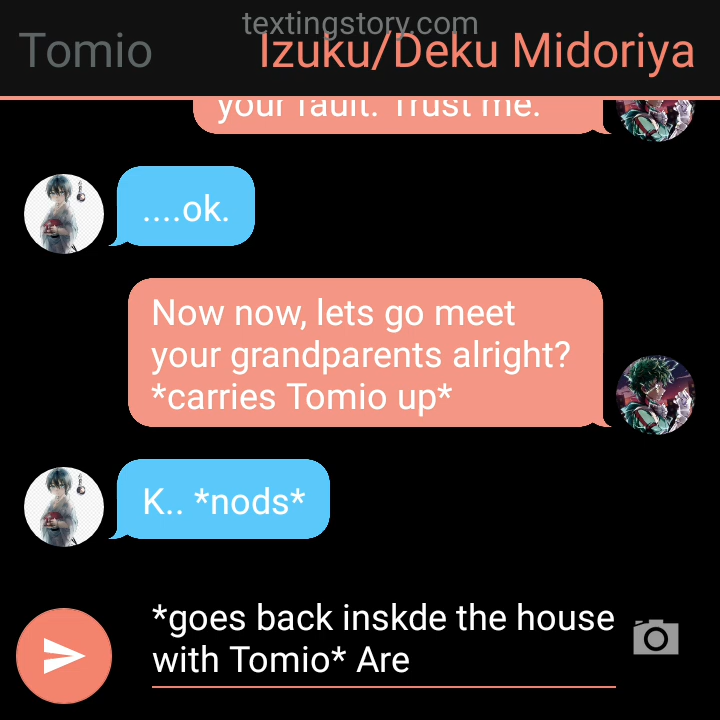 textingstory.com
Tomio
Izuku/Deku Midoriya
your fault. Trust me.
....ok.
Now now, lets go meet
your grandparents alright?
*carries Tomio up*
K.. *nods*
*goes back inskde the house
with Tomio* Are